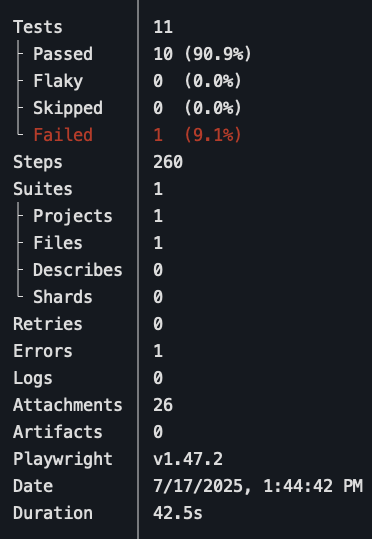 Tests 11
├ Passed 10 (90.9%)
├ Flaky 0 (0.0%)
├ Skipped 0 (0.0%)
└ Failed 1 (9.1%)
Steps 260
Suites 1
├ Projects 1
├ Files 1
├ Describes 0
└ Shards 0
Retries 0
Errors 1
Logs 0
Attachments 26
Artifacts 0
Playwright v1.47.2
Date 7/17/2025, 1:44:42 PM
Duration 42.5s